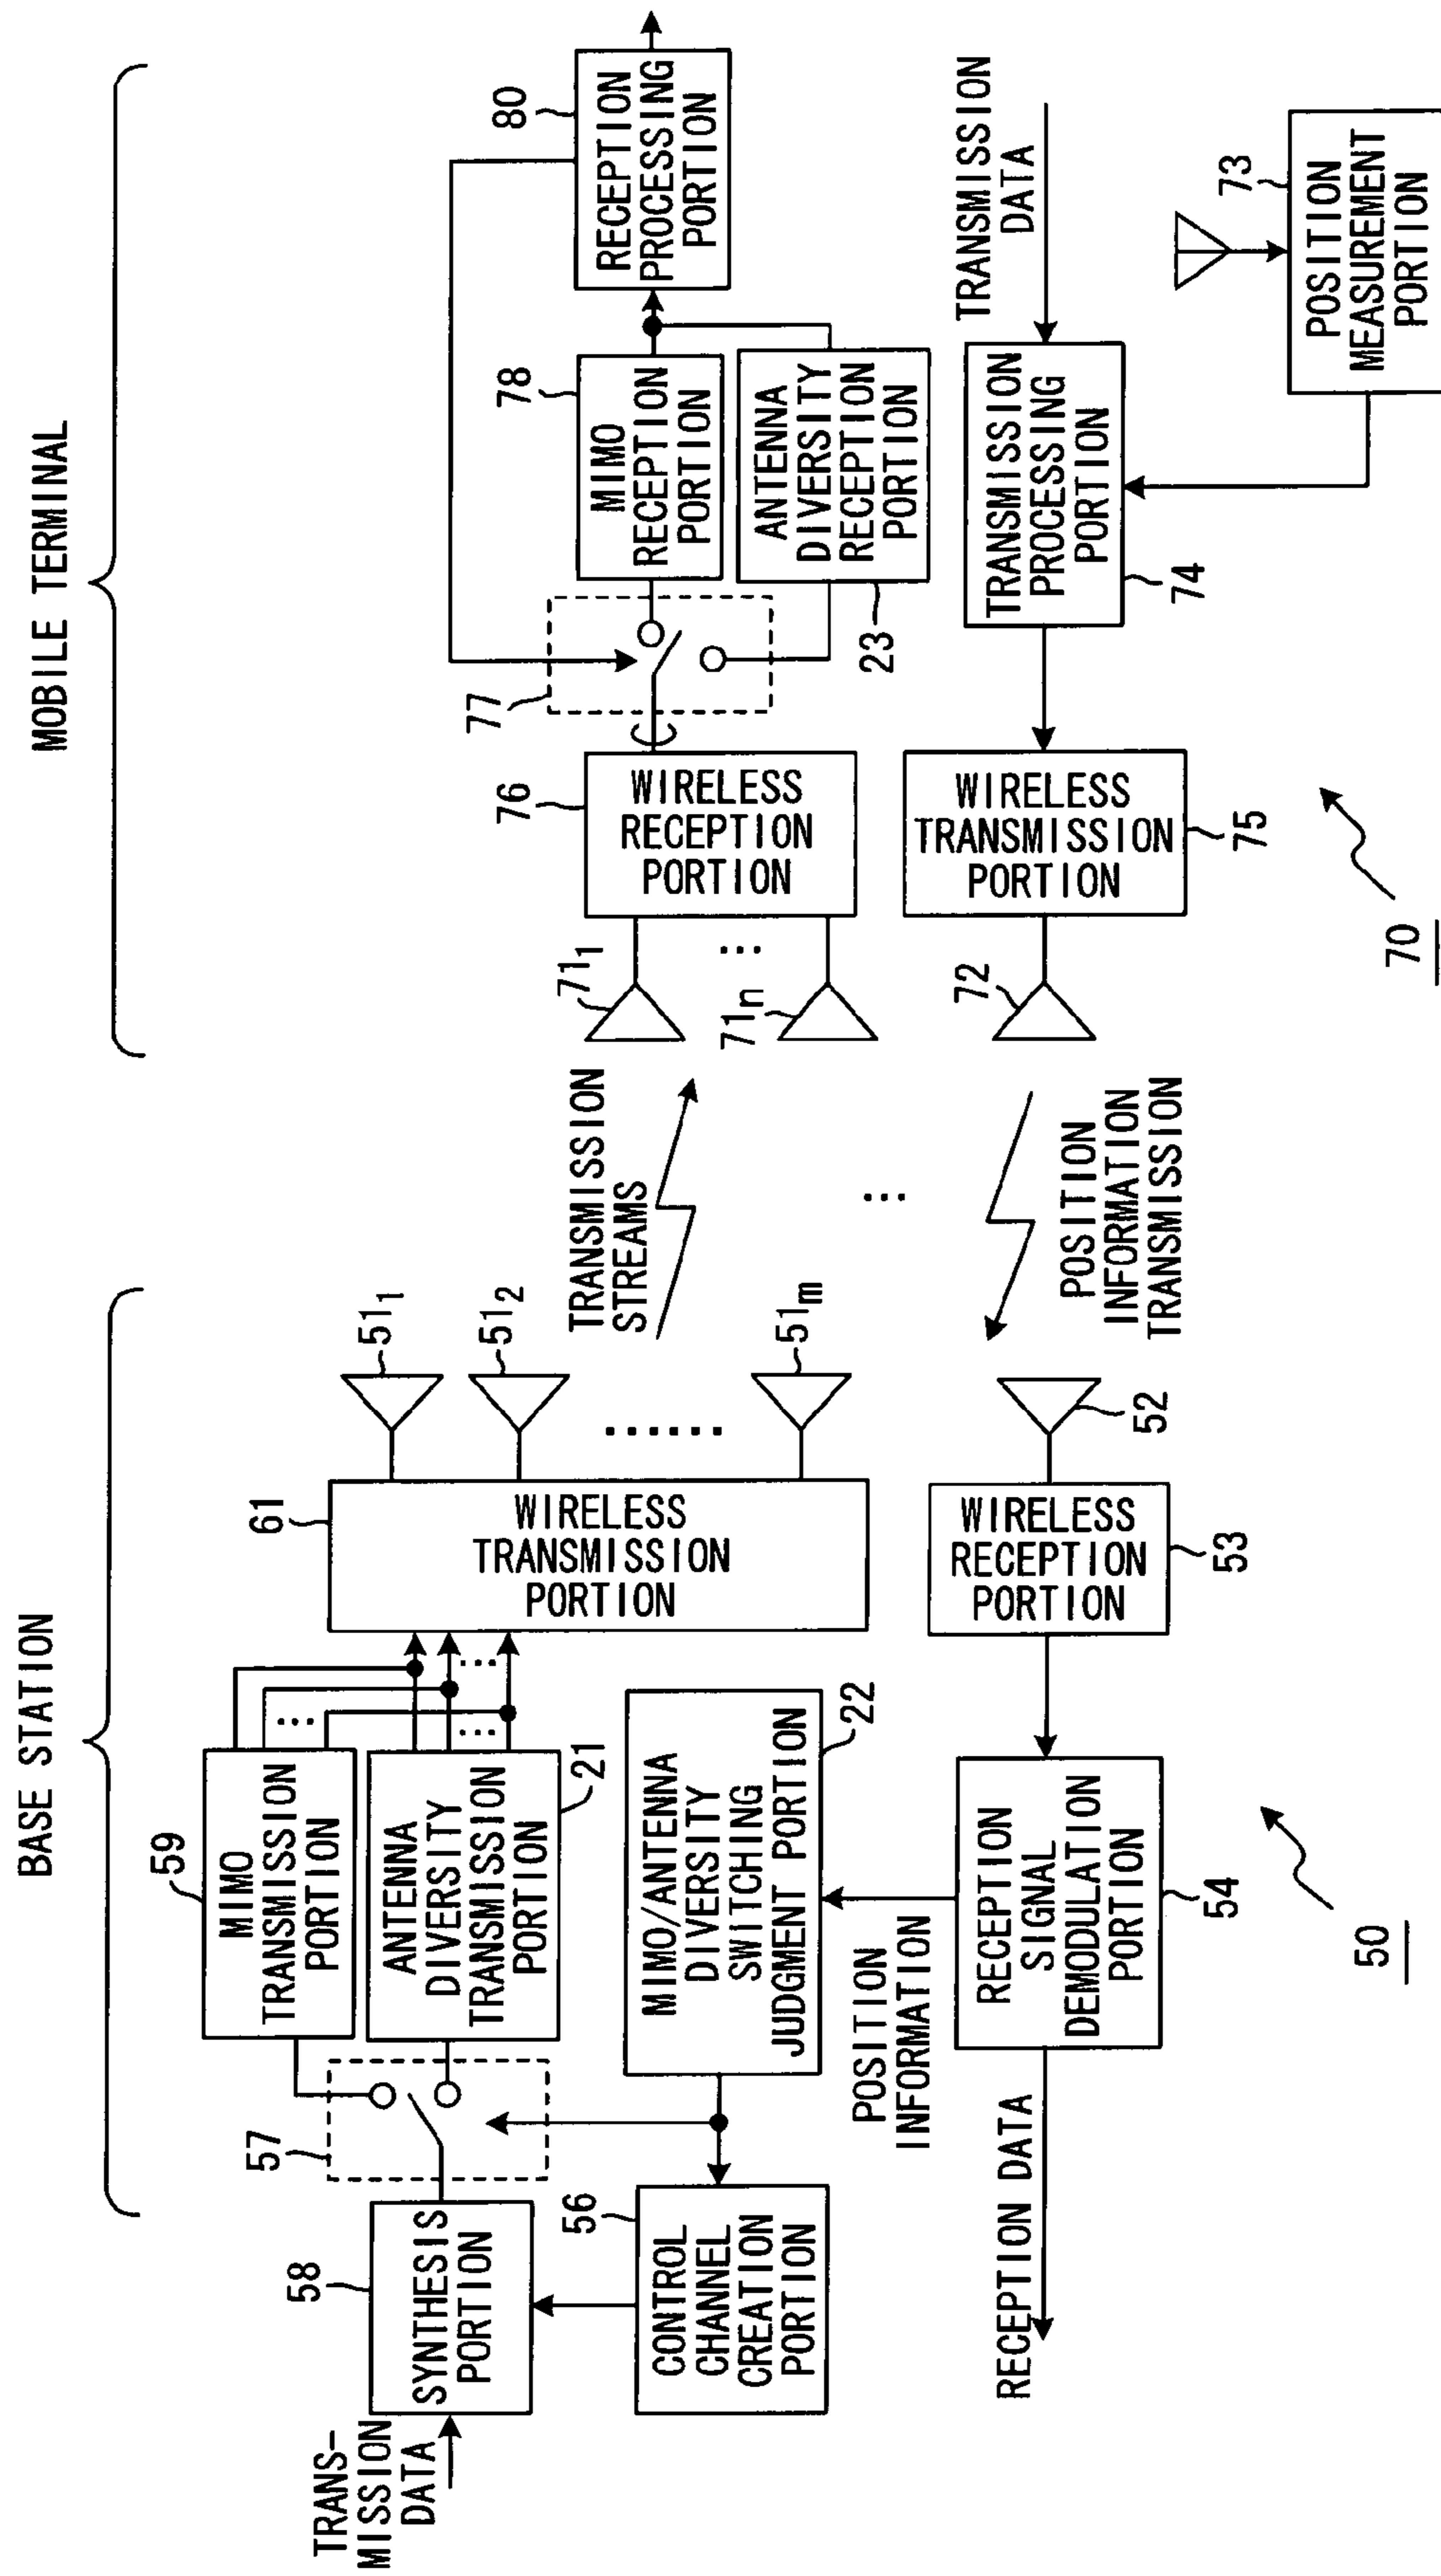 BASE STATION
MOBILE TERMINAL
TRANS-
MISSION
DATA
58
SYNTHESIS
PORTION
57
59
MIMO
TRANSMISSION
PORTION
ANTENNA
DIVERSITY
TRANSMISSION
PORTION
21
56
CONTROL
CHANNEL
CREATION
PORTION
MIMO/ANTENNA
DIVERSITY
SWITCHING
JUDGMENT PORTION
22
POSITION
INFORMATION
RECEPTION DATA
RECEPTION
SIGNAL
DEMODULATION
PORTION
54
50
61
WIRELESS
TRANSMISSION
PORTION
511
512
51m
WIRELESS
RECEPTION
PORTION
53
52
TRANSMISSION
STREAMS
...
POSITION
INFORMATION
TRANSMISSION
711
71n
72
76
WIRELESS
RECEPTION
PORTION
WIRELESS
TRANSMISSION
PORTION
75
70
77
78
MIMO
RECEPTION
PORTION
ANTENNA
DIVERSITY
RECEPTION
PORTION
23
80
RECEPTION
PROCESSING
PORTION
TRANSMISSION
PROCESSING
PORTION
74
TRANSMISSION
DATA
73
POSITION
MEASUREMENT
PORTION